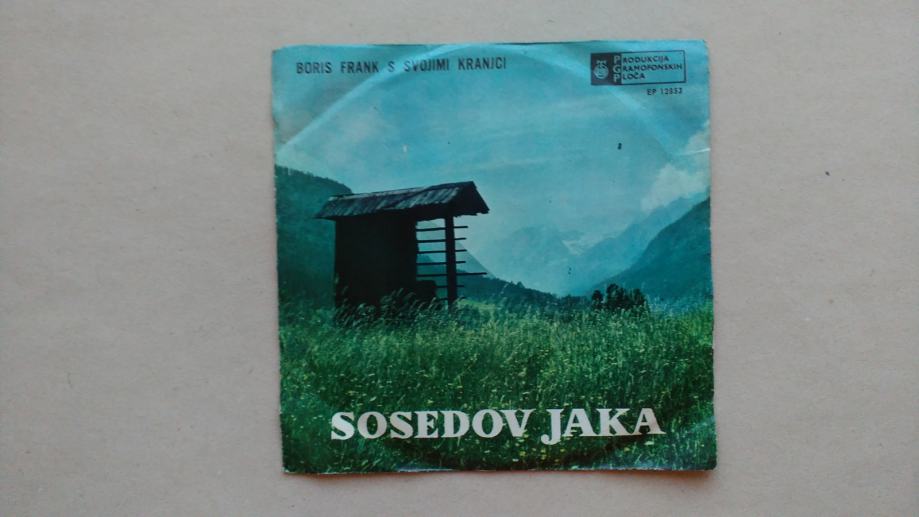 BORIS FRANK S SVOJIMI KRANJCI
PRODUKCIJA
GRAMOFONSKIH
PLOČA
EP 12853
SOSEDOV JAKA